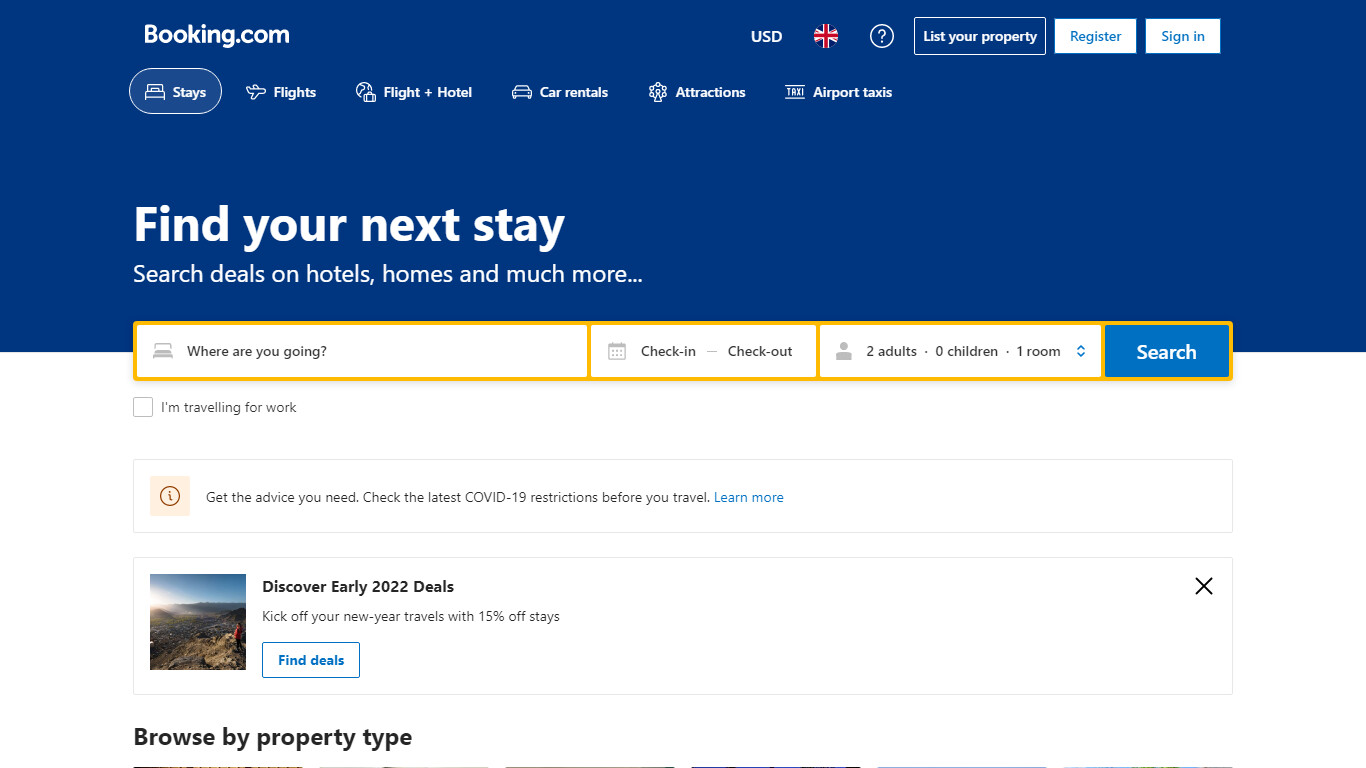 Booking.com
USD
List your property
Register
Sign in
Stays
Flights
Flight + Hotel
Car rentals
Attractions
TAXI
Airport taxis
Find your next stay
Search deals on hotels, homes and much more...
Where are you going?
Check-in — Check-out
2 adults · 0 children · 1 room
Search
I'm travelling for work
Get the advice you need. Check the latest COVID-19 restrictions before you travel. Learn more
Discover Early 2022 Deals
Kick off your new-year travels with 15% off stays
Find deals
Browse by property type